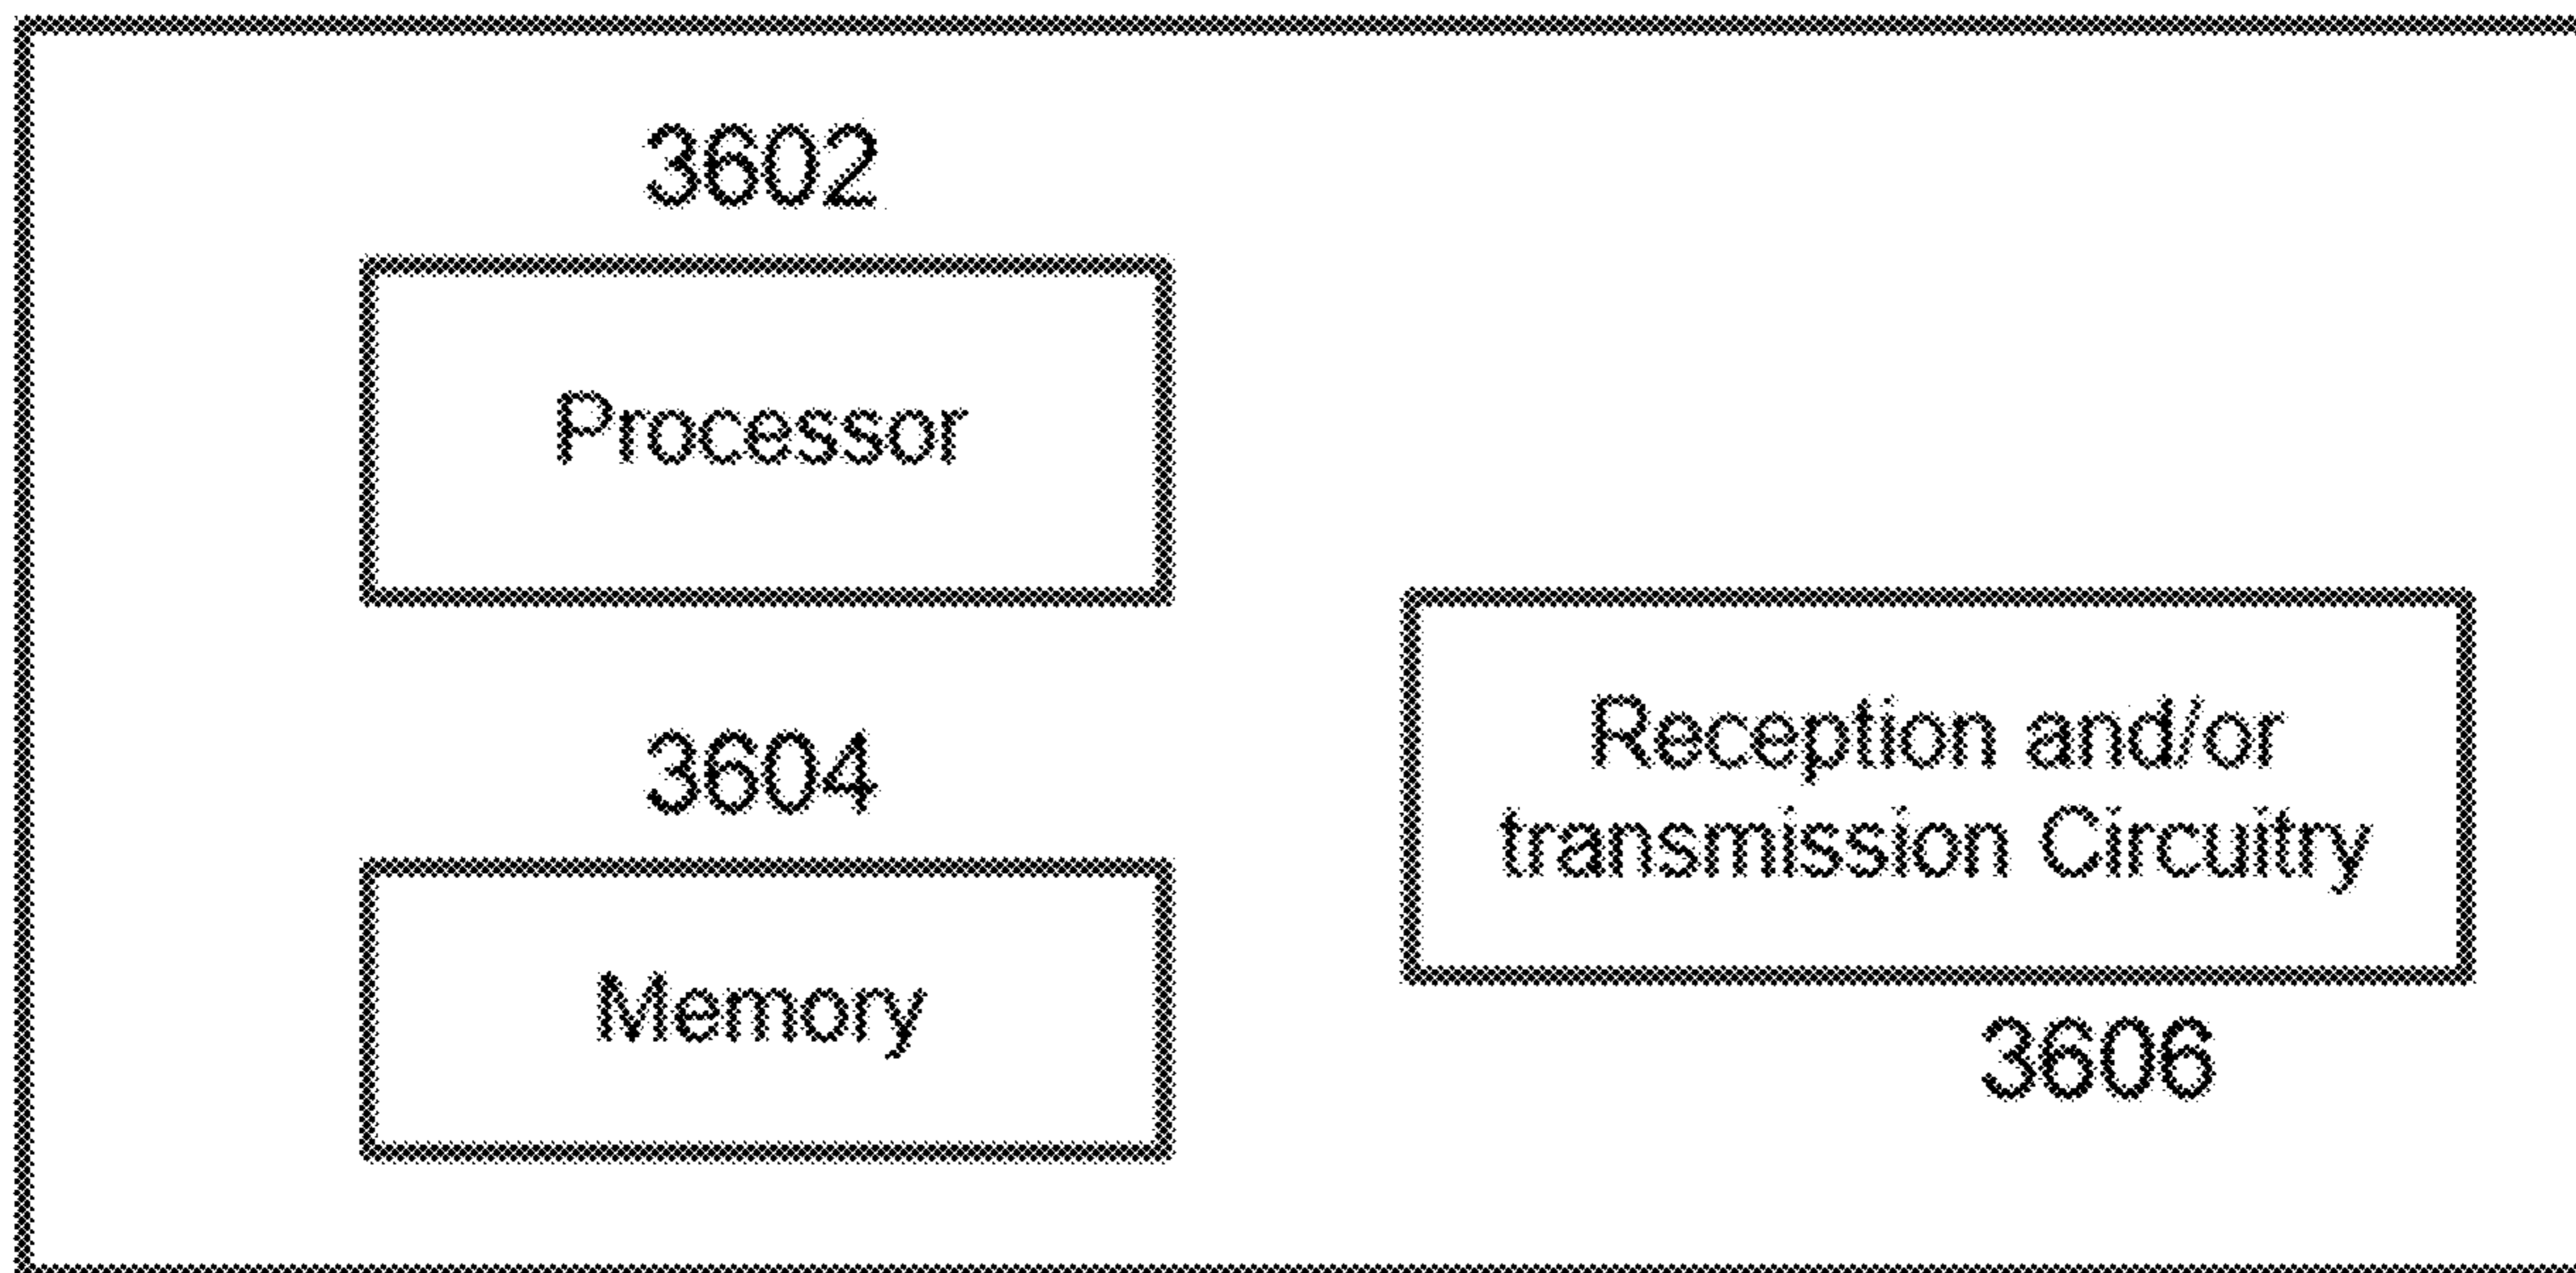 3602
Processor
3604
Memory
Reception and/or
transmission Circuitry
3606